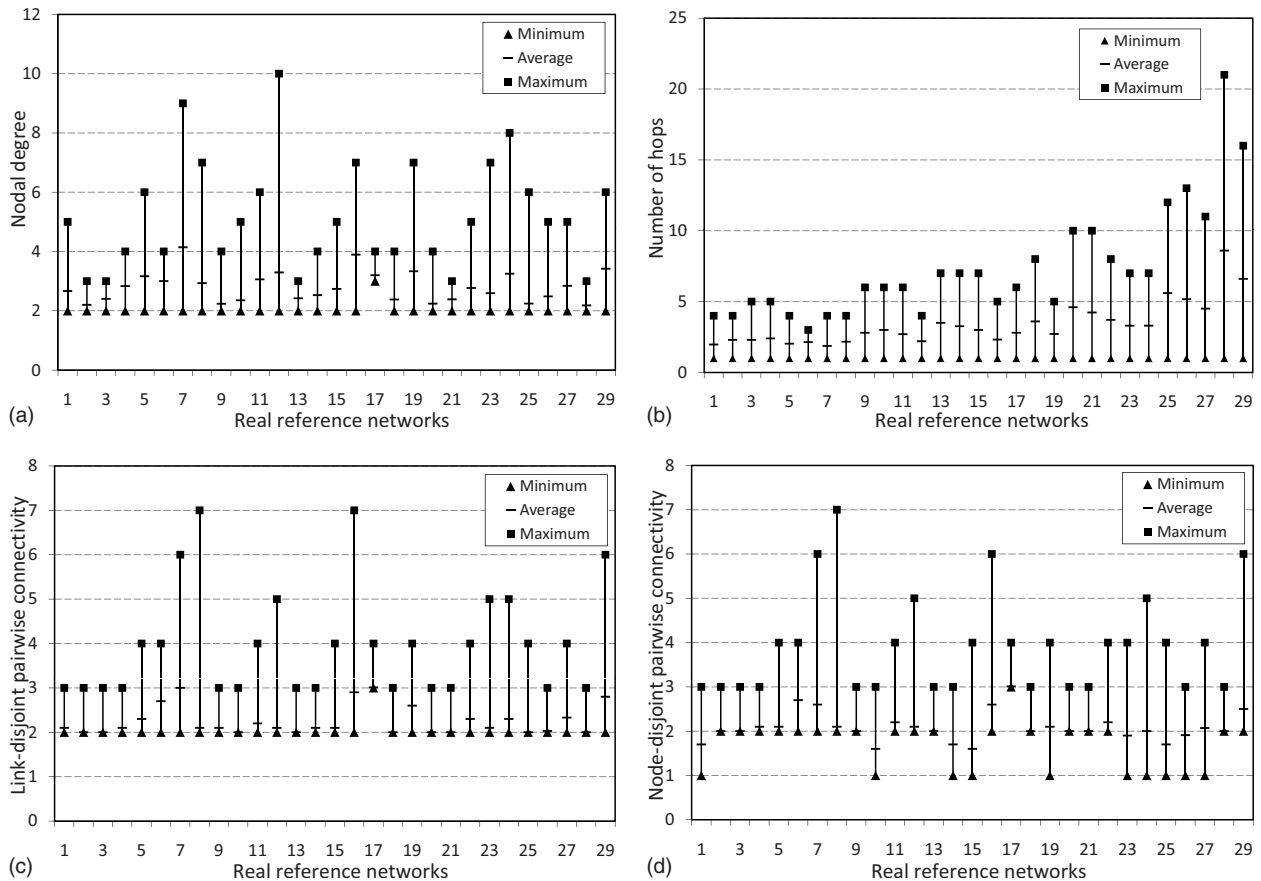 12
10
8
6
4
2
0
Nodal degree
Minimum
Average
Maximum
1 3 5 7 9 11 13 15 17 19 21 23 25 27 29
Real reference networks
(a)
25
20
15
10
5
0
Number of hops
Minimum
Average
Maximum
1 3 5 7 9 11 13 15 17 19 21 23 25 27 29
Real reference networks
(b)
8
7
6
5
4
3
2
1
0
Link-disjoint pairwise connectivity
Minimum
Average
Maximum
1 3 5 7 9 11 13 15 17 19 21 23 25 27 29
Real reference networks
(c)
8
7
6
5
4
3
2
1
0
Node-disjoint pairwise connectivity
Minimum
Average
Maximum
1 3 5 7 9 11 13 15 17 19 21 23 25 27 29
Real reference networks
(d)